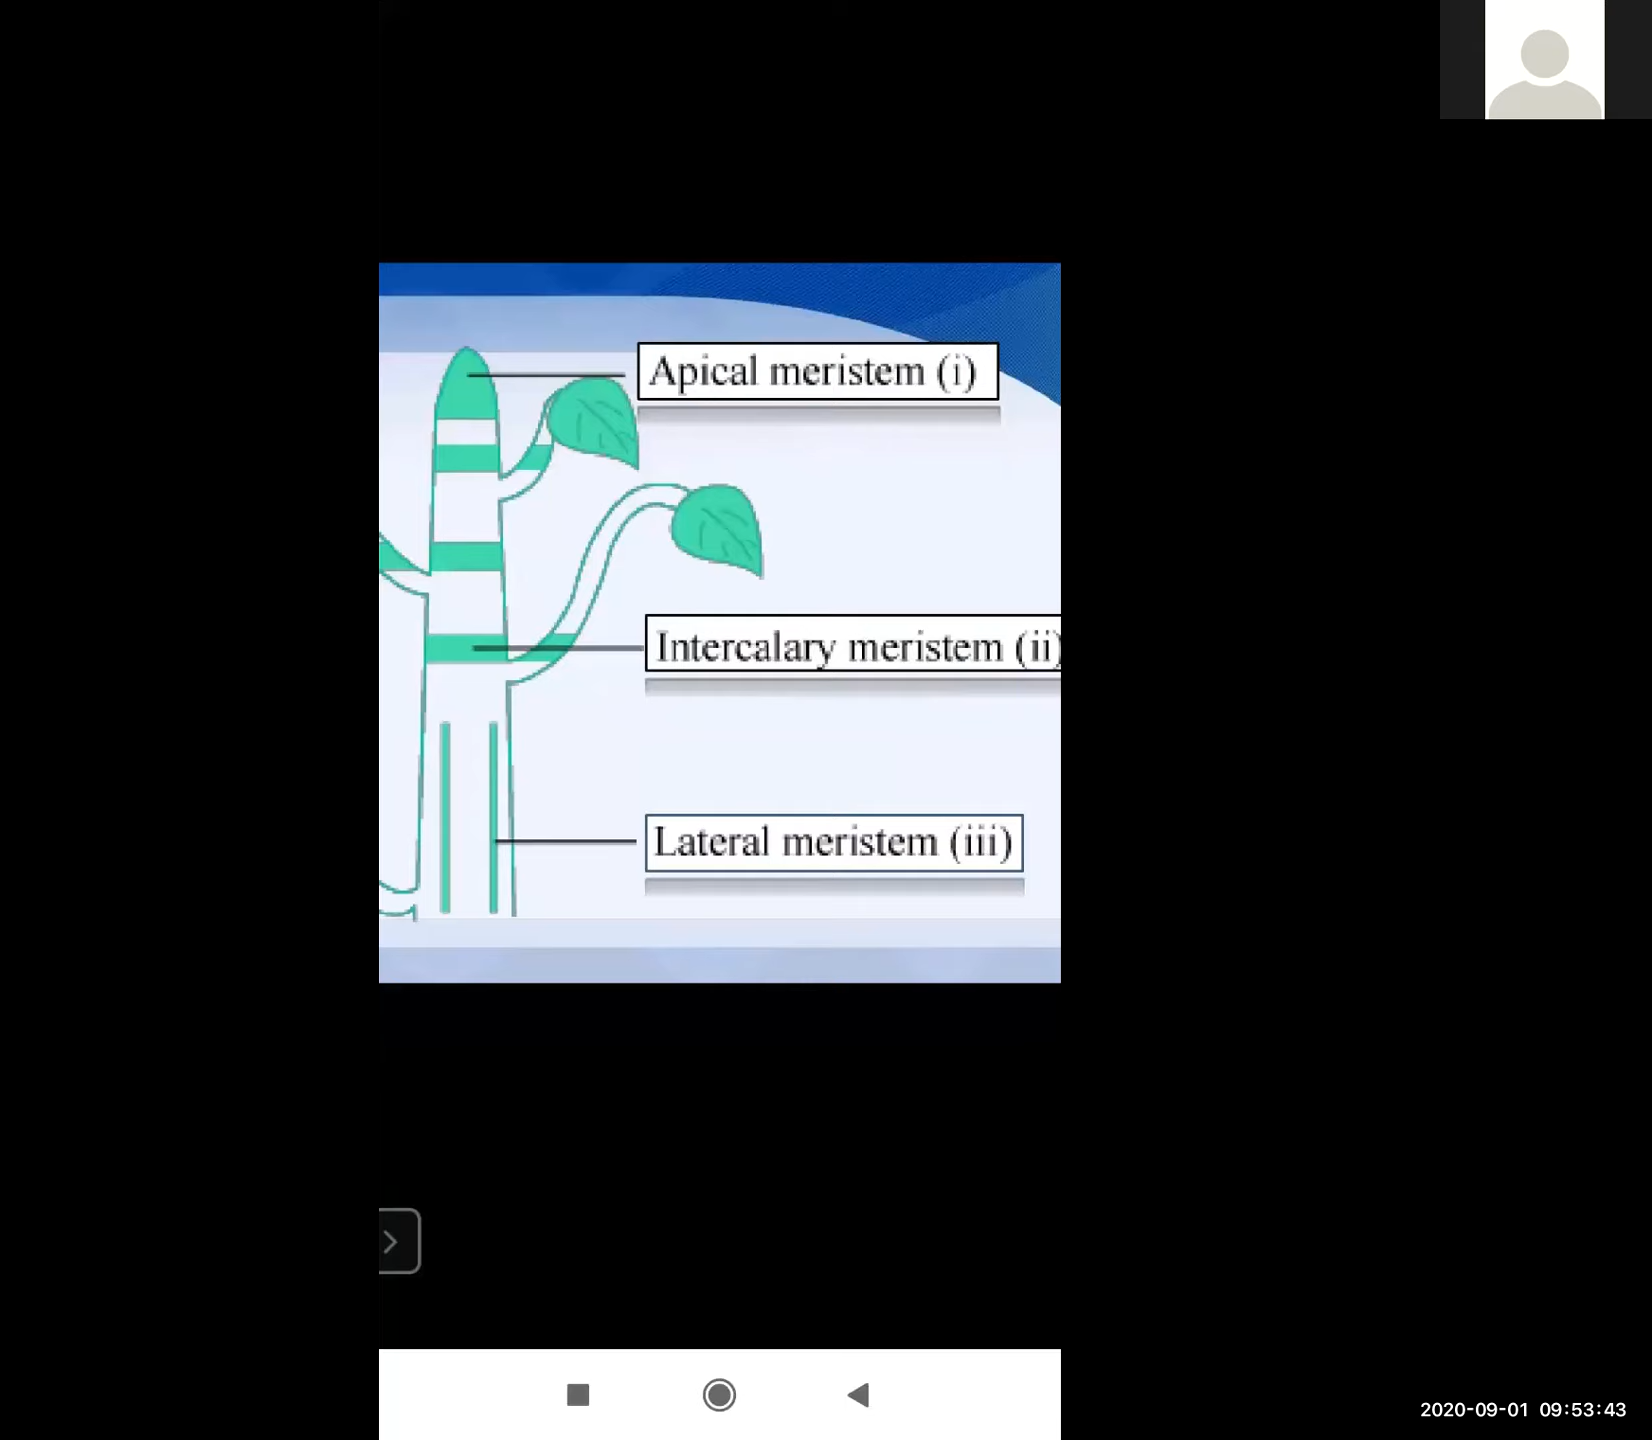 Apical meristem (i)
Intercalary meristem (ii)
Lateral meristem (iii)
2020-09-01 09:53:43